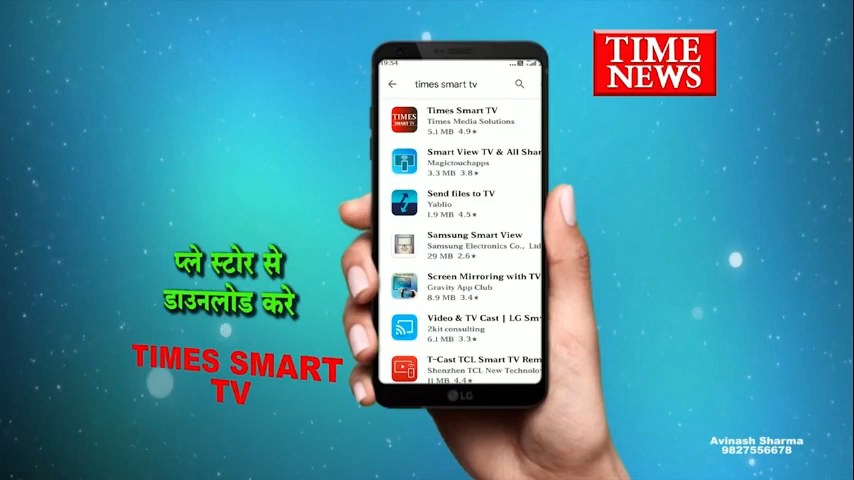 TIME
NEWS
19:54
times smart tv
TIMES
SMART TV
Times Smart TV
Times Media Solutions
5.1 MB 4.9★
Smart View TV & All Shar
Magictouchapps
3.3 MB 3.8★
Send files to TV
Yablio
1.9 MB 4.5★
Samsung Smart View
Samsung Electronics Co., Ltd
29 MB 2.6★
Screen Mirroring with TV
Gravity App Club
8.9 MB 3.4★
Video & TV Cast | LG Sm
2kit consulting
6.1 MB 3.3★
T-Cast TCL Smart TV Rem
Shenzhen TCL New Technolo
11 MB 4.4★
LG
प्ले स्टोर से
डाउनलोड करे
TIMES SMART
TV
Avinash Sharma
9827556678